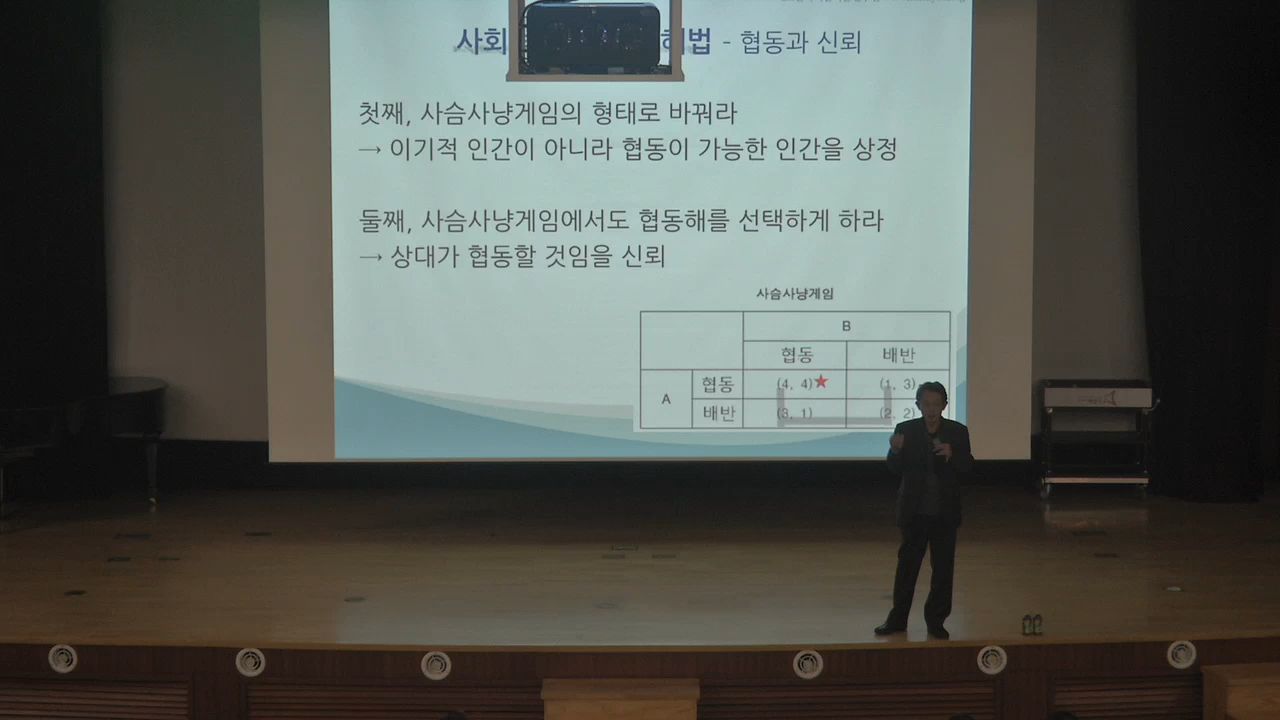 사회 해법 - 협동과 신뢰
첫째, 사슴사냥게임의 형태로 바꿔라
→ 이기적 인간이 아니라 협동이 가능한 인간을 상정
둘째, 사슴사냥게임에서도 협동해를 선택하게 하라
→ 상대가 협동할 것임을 신뢰
사슴사냥게임
B
협동 배반
A 협동 (4, 4)★ (1, 3)
배반 (3, 1) (2, 2)